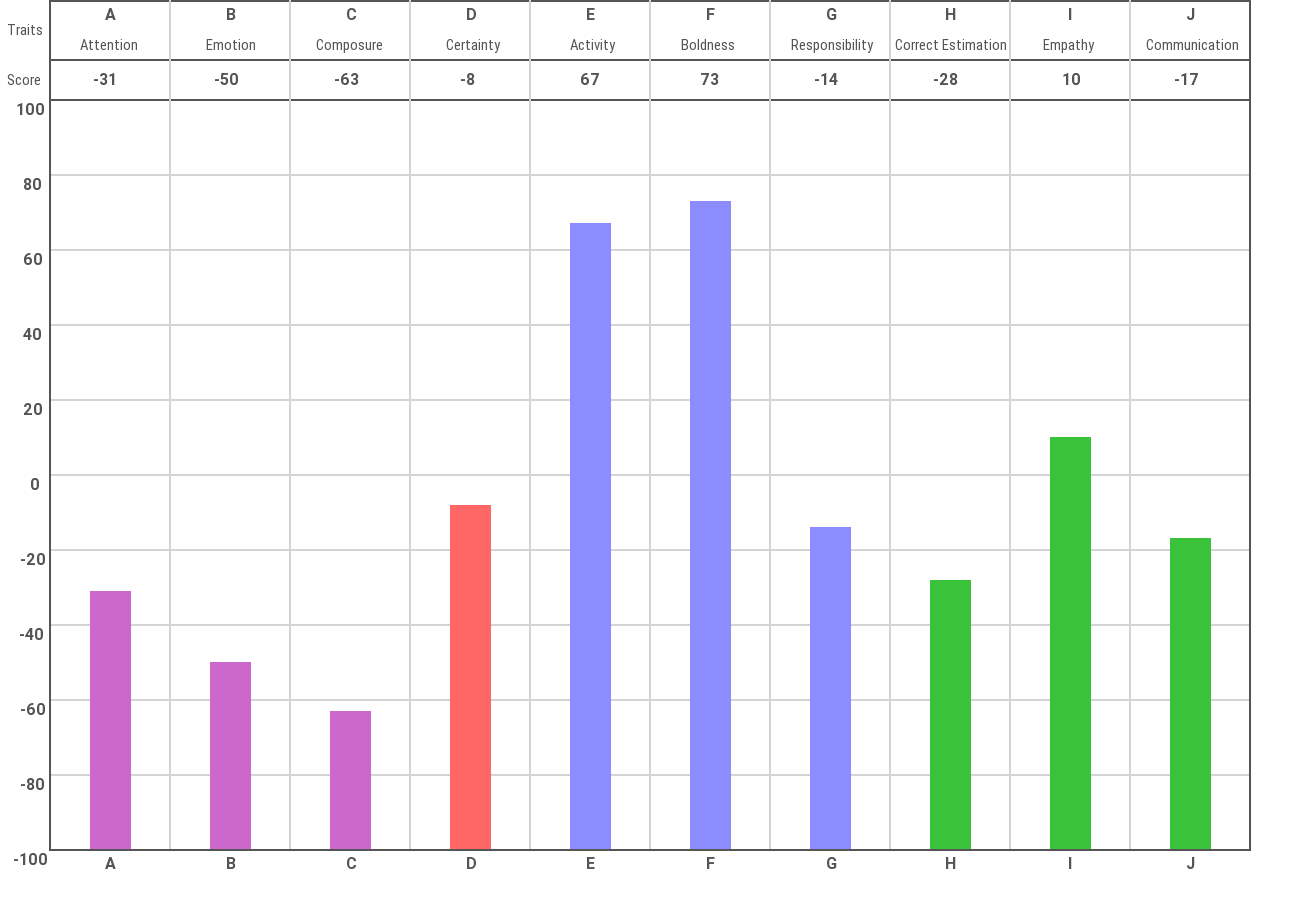 A B C D E F G H I J
Traits
Attention Emotion Composure Certainty Activity Boldness Responsibility Correct Estimation Empathy Communication
Score -31 -50 -63 -8 67 73 -14 -28 10 -17
100
80
60
40
20
0
-20
-40
-60
-80
-100
A B C D E F G H I J